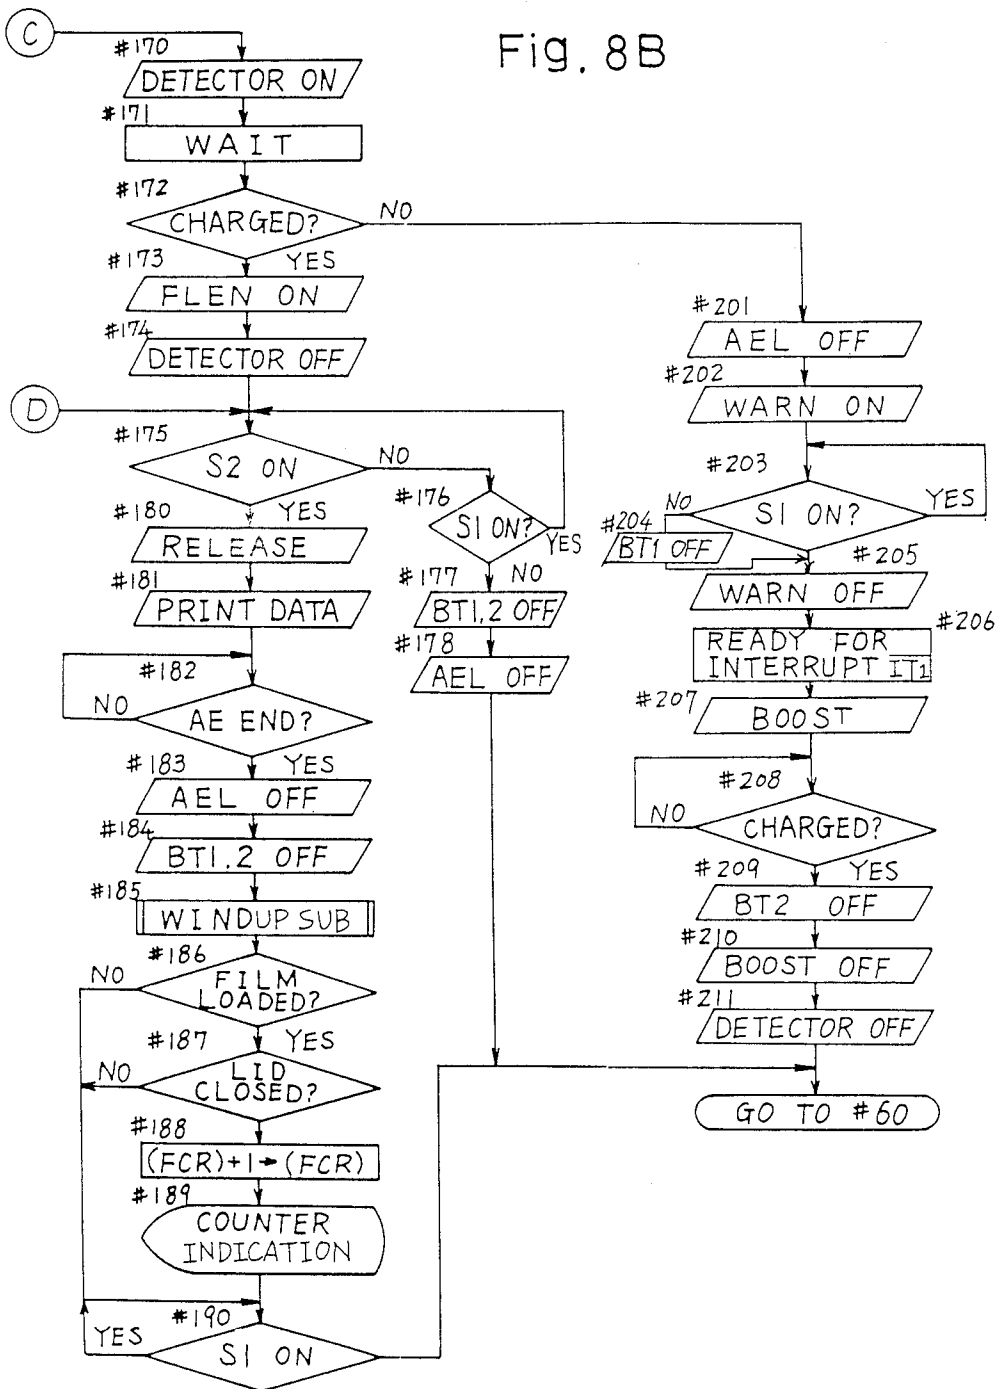 Fig. 8B
C
#170
DETECTOR ON
#171
WAIT
#172
CHARGED?
NO
YES
#173
FLEN ON
#174
DETECTOR OFF
D
#175
S2 ON
NO
YES
#176
S1 ON?
YES
NO
#177
BT1,2 OFF
#178
AEL OFF
#180
RELEASE
#181
PRINT DATA
#182
AE END?
NO
YES
#183
AEL OFF
#184
BT1,2 OFF
#185
WINDUP SUB
#186
FILM
LOADED?
NO
YES
#187
LID
CLOSED?
NO
#188
(FCR)+1→(FCR)
#189
COUNTER
INDICATION
#190
S1 ON
YES
#201
AEL OFF
#202
WARN ON
#203
S1 ON?
NO
YES
#204
BT1 OFF
#205
WARN OFF
#206
READY FOR
INTERRUPT IT1
#207
BOOST
#208
CHARGED?
NO
YES
#209
BT2 OFF
#210
BOOST OFF
#211
DETECTOR OFF
GO TO #60